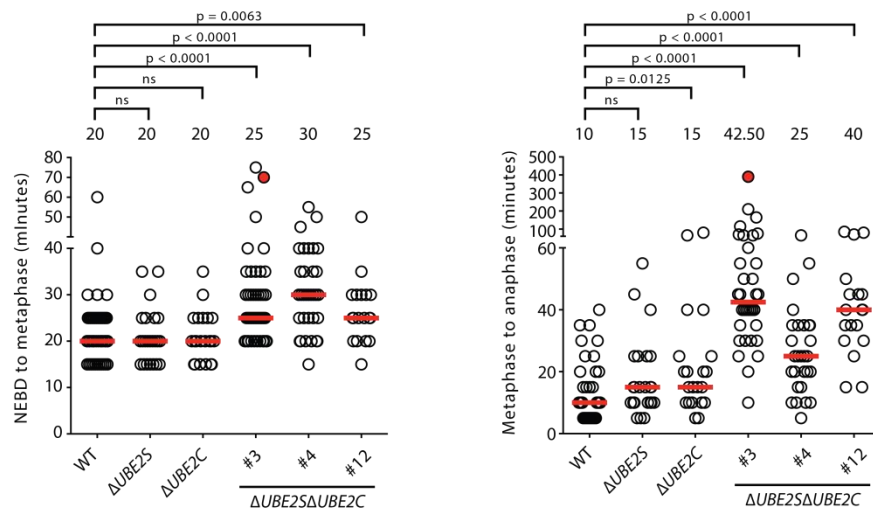 p = 0.0063
p < 0.0001
p < 0.0001
ns
ns
20 20 20 25 30 25
NEBD to metaphase (mInutes)
80
70
60
50
40
30
20
10
0
WT
ΔUBE2S
ΔUBE2C
#3
#4
#12
ΔUBE2SΔUBE2C
p < 0.0001
p < 0.0001
p < 0.0001
p = 0.0125
ns
10 15 15 42.50 25 40
Metaphase to anaphase (minutes)
500
400
300
200
100
60
40
20
0
WT
ΔUBE2S
ΔUBE2C
#3
#4
#12
ΔUBE2SΔUBE2C